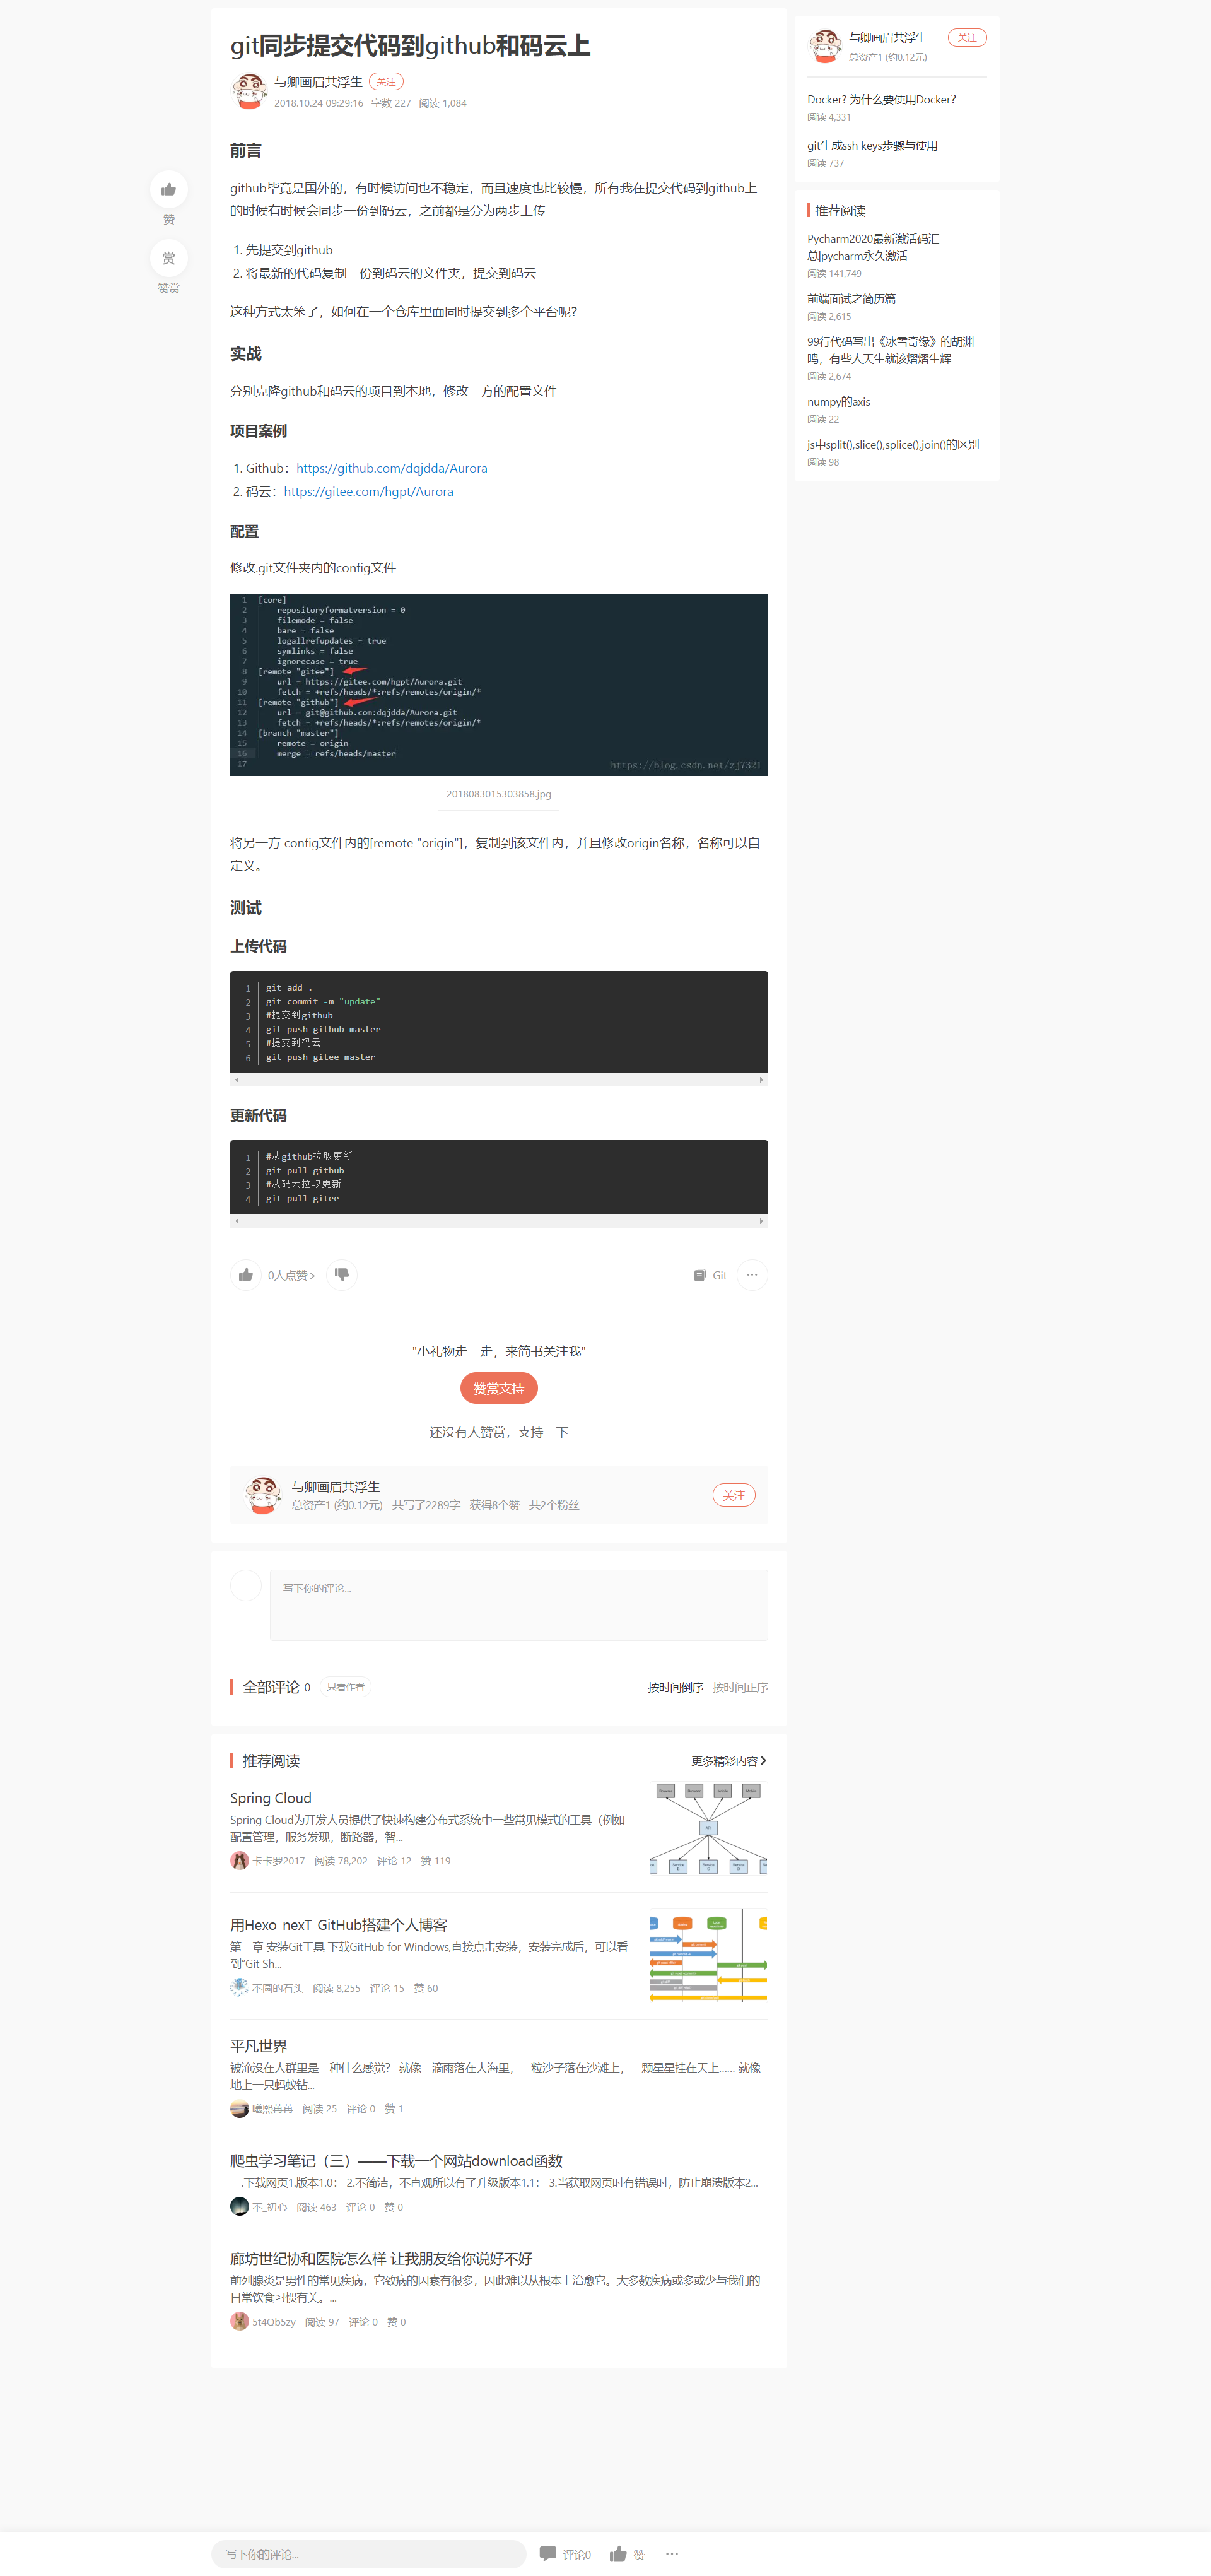 git同步提交代码到github和码云上
与卿画眉共浮生 关注
2018.10.24 09:29:16 字数 227 阅读 1,084
前言
github毕竟是国外的，有时候访问也不稳定，而且速度也比较慢，所有我在提交代码到github上
的时候有时候会同步一份到码云，之前都是分为两步上传
1. 先提交到github
2. 将最新的代码复制一份到码云的文件夹，提交到码云
这种方式太笨了，如何在一个仓库里面同时提交到多个平台呢？
实战
分别克隆github和码云的项目到本地，修改一方的配置文件
项目案例
1. Github：https://github.com/dqjdda/Aurora
2. 码云：https://gitee.com/hgpt/Aurora
配置
修改.git文件夹内的config文件
1 [core]
2 repositoryformatversion = 0
3 filemode = false
4 bare = false
5 logallrefupdates = true
6 symlinks = false
7 ignorecase = true
8 [remote "gitee"]
9 url = https://gitee.com/hgpt/Aurora.git
10 fetch = +refs/heads/*:refs/remotes/origin/*
11 [remote "github"]
12 url = git@github.com:dqjdda/Aurora.git
13 fetch = +refs/heads/*:refs/remotes/origin/*
14 [branch "master"]
15 remote = origin
16 merge = refs/heads/master
17
https://blog.csdn.net/zj7321
2018083015303858.jpg
将另一方 config文件内的[remote "origin"]，复制到该文件内，并且修改origin名称，名称可以自
定义。
测试
上传代码
1 git add .
2 git commit -m "update"
3 #提交到github
4 git push github master
5 #提交到码云
6 git push gitee master
更新代码
1 #从github拉取更新
2 git pull github
3 #从码云拉取更新
4 git pull gitee
0人点赞 >
Git
...
"小礼物走一走，来简书关注我"
赞赏支持
还没有人赞赏，支持一下
与卿画眉共浮生
总资产1 (约0.12元) 共写了2289字 获得8个赞 共2个粉丝
关注
写下你的评论...
全部评论 0 只看作者
按时间倒序 按时间正序
推荐阅读
更多精彩内容
Spring Cloud
Spring Cloud为开发人员提供了快速构建分布式系统中一些常见模式的工具（例如
配置管理，服务发现，断路器，智...
卡卡罗2017 阅读 78,202 评论 12 赞 119
用Hexo-nexT-GitHub搭建个人博客
第一章 安装Git工具 下载GitHub for Windows,直接点击安装，安装完成后，可以看
到“Git Sh...
不圆的石头 阅读 8,255 评论 15 赞 60
平凡世界
被淹没在人群里是一种什么感觉？ 就像一滴雨落在大海里，一粒沙子落在沙滩上，一颗星星挂在天上...... 就像
地上一只蚂蚁钻...
曦熙苒苒 阅读 25 评论 0 赞 1
爬虫学习笔记（三）——下载一个网站download函数
一.下载网页1.版本1.0： 2.不简洁，不直观所以有了升级版本1.1： 3.当获取网页时有错误时，防止崩溃版本2...
不_初心 阅读 463 评论 0 赞 0
廊坊世纪协和医院怎么样 让我朋友给你说好不好
前列腺炎是男性的常见疾病，它致病的因素有很多，因此难以从根本上治愈它。大多数疾病或多或少与我们的
日常饮食习惯有关。...
5t4Qb5zy 阅读 97 评论 0 赞 0
赞
赏
赞赏
与卿画眉共浮生 关注
总资产1 (约0.12元)
Docker? 为什么要使用Docker？
阅读 4,331
git生成ssh keys步骤与使用
阅读 737
推荐阅读
Pycharm2020最新激活码汇
总|pycharm永久激活
阅读 141,749
前端面试之简历篇
阅读 2,615
99行代码写出《冰雪奇缘》的胡渊
鸣，有些人天生就该熠熠生辉
阅读 2,674
numpy的axis
阅读 22
js中split(),slice(),splice(),join()的区别
阅读 98
写下你的评论...
评论0
赞
...